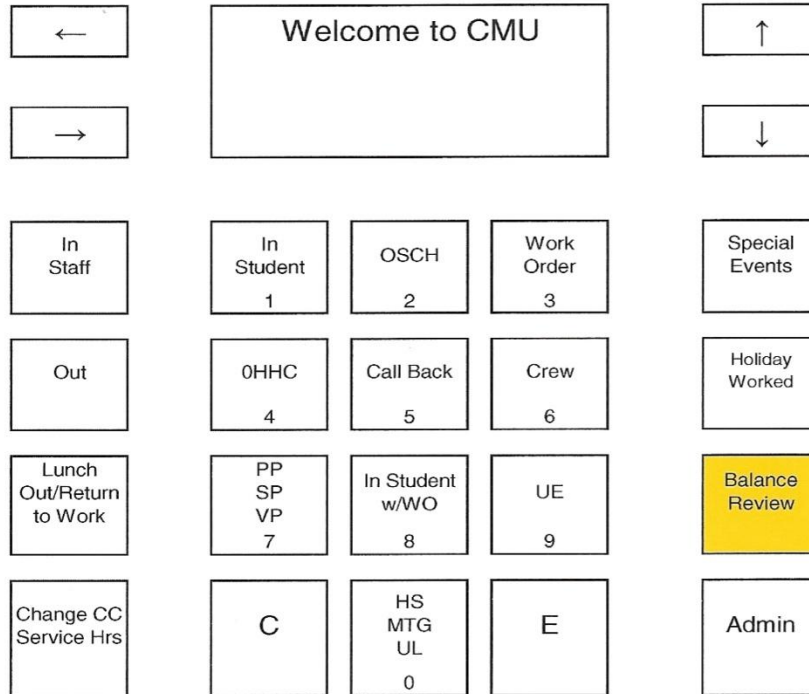 ← Welcome to CMU ↑
→ ↓
In
Staff
In
Student
1
OSCH
2
Work
Order
3
Special
Events
Out
0HHC
4
Call Back
5
Crew
6
Holiday
Worked
Lunch
Out/Return
to Work
PP
SP
VP
7
In Student
w/WO
8
UE
9
Balance
Review
Change CC
Service Hrs
C
HS
MTG
UL
0
E
Admin